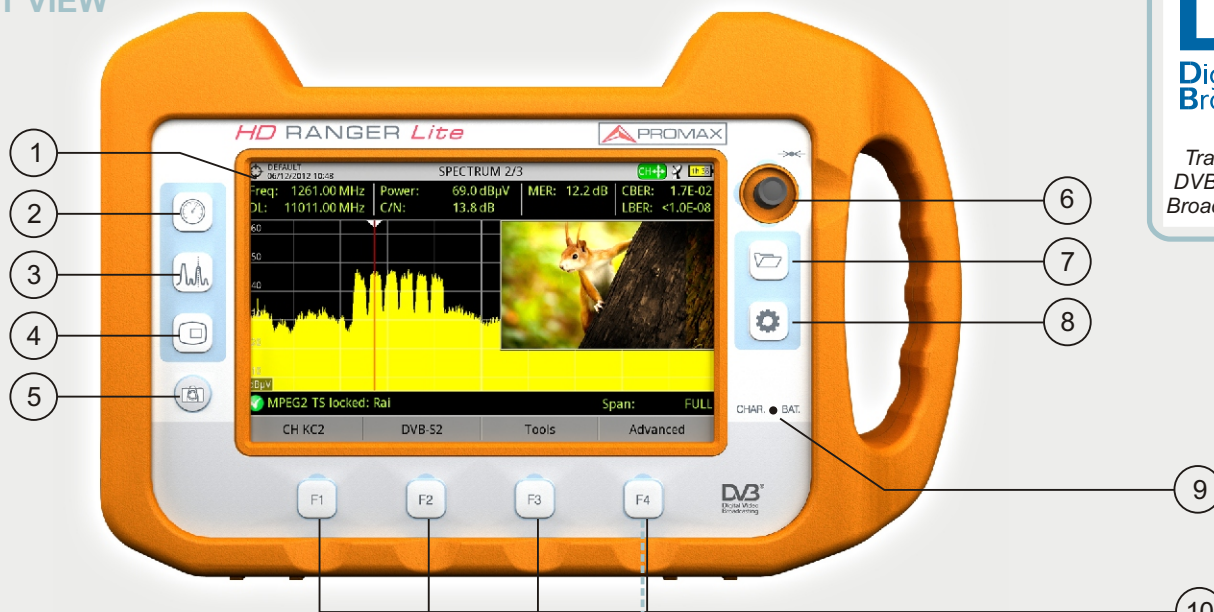 VIEW
HD RANGER Lite
PROMAX
DEFAULT
06/12/2012 10:48
SPECTRUM 2/3
CH
Freq: 1261.00 MHz Power: 69.0 dBµV MER: 12.2 dB CBER: 1.7E-02
DL: 11011.00 MHz C/N: 13.8 dB LBER: <1.0E-08
60
50
40
30
20
10
dBµV
MPEG2 TS locked: Rai Span: FULL
CH KC2 DVB-S2 Tools Advanced
CHAR. BAT.
F1 F2 F3 F4
DVB
Digital Video
Broadcasting
1
2
3
4
5
6
7
8
9
10